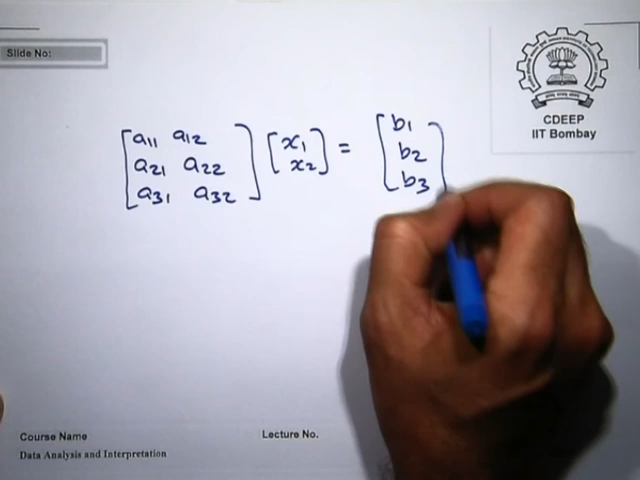 Slide No:
CDEEP
IIT Bombay
a11 a12
a21 a22
a31 a32
x1
x2
=
b1
b2
b3
Course Name
Lecture No.
Data Analysis and Interpretation